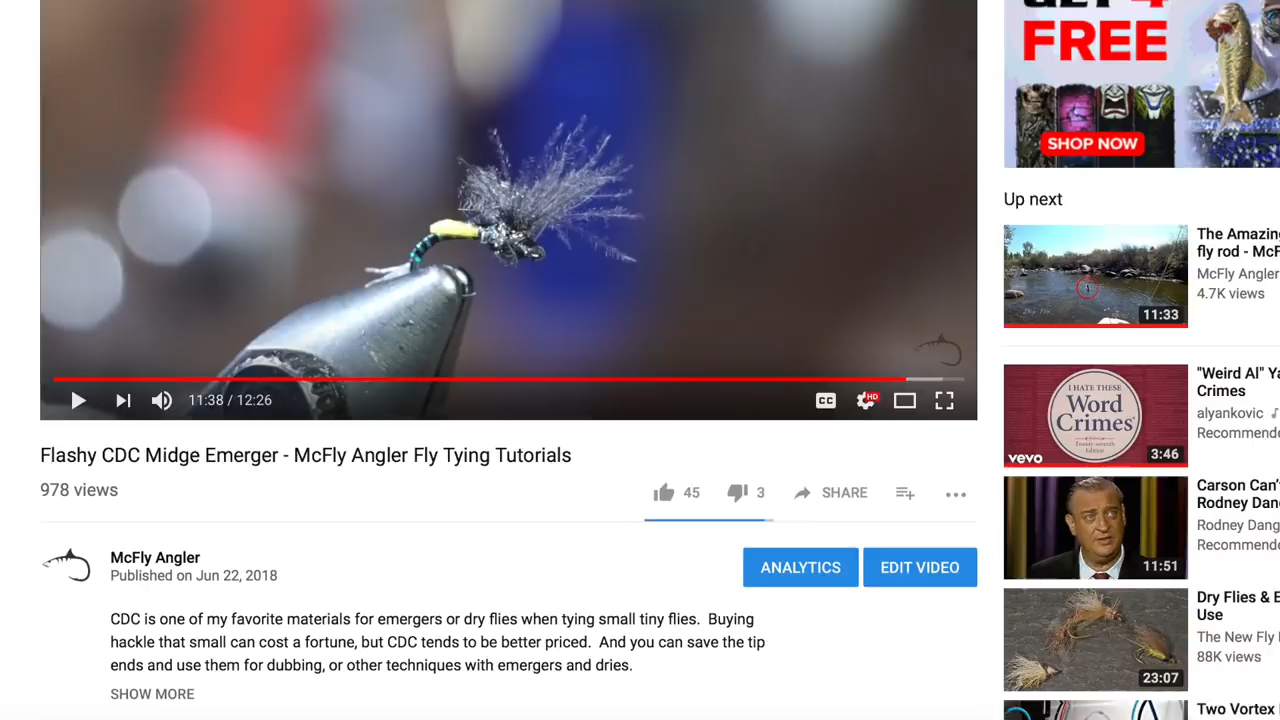 FREE
SHOP NOW
11:38 / 12:26
CC
HD
Flashy CDC Midge Emerger - McFly Angler Fly Tying Tutorials
978 views
45
3
SHARE
McFly Angler
Published on Jun 22, 2018
ANALYTICS
EDIT VIDEO
CDC is one of my favorite materials for emergers or dry flies when tying small tiny flies. Buying
hackle that small can cost a fortune, but CDC tends to be better priced. And you can save the tip
ends and use them for dubbing, or other techniques with emergers and dries.
SHOW MORE
Up next
11:33
The Amazing
fly rod - McF
McFly Angler
4.7K views
I HATE THESE
Word
Crimes
vevo
3:46
"Weird Al" Ya
Crimes
alyankovic
Recommende
11:51
Carson Can'
Rodney Dan
Rodney Dang
Recommende
23:07
Dry Flies & E
Use
The New Fly
88K views
Two Vortex